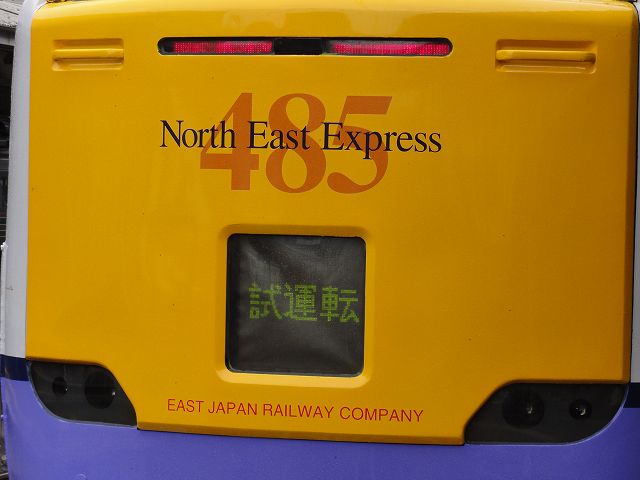 485
North East Express
試運転
EAST JAPAN RAILWAY COMPANY